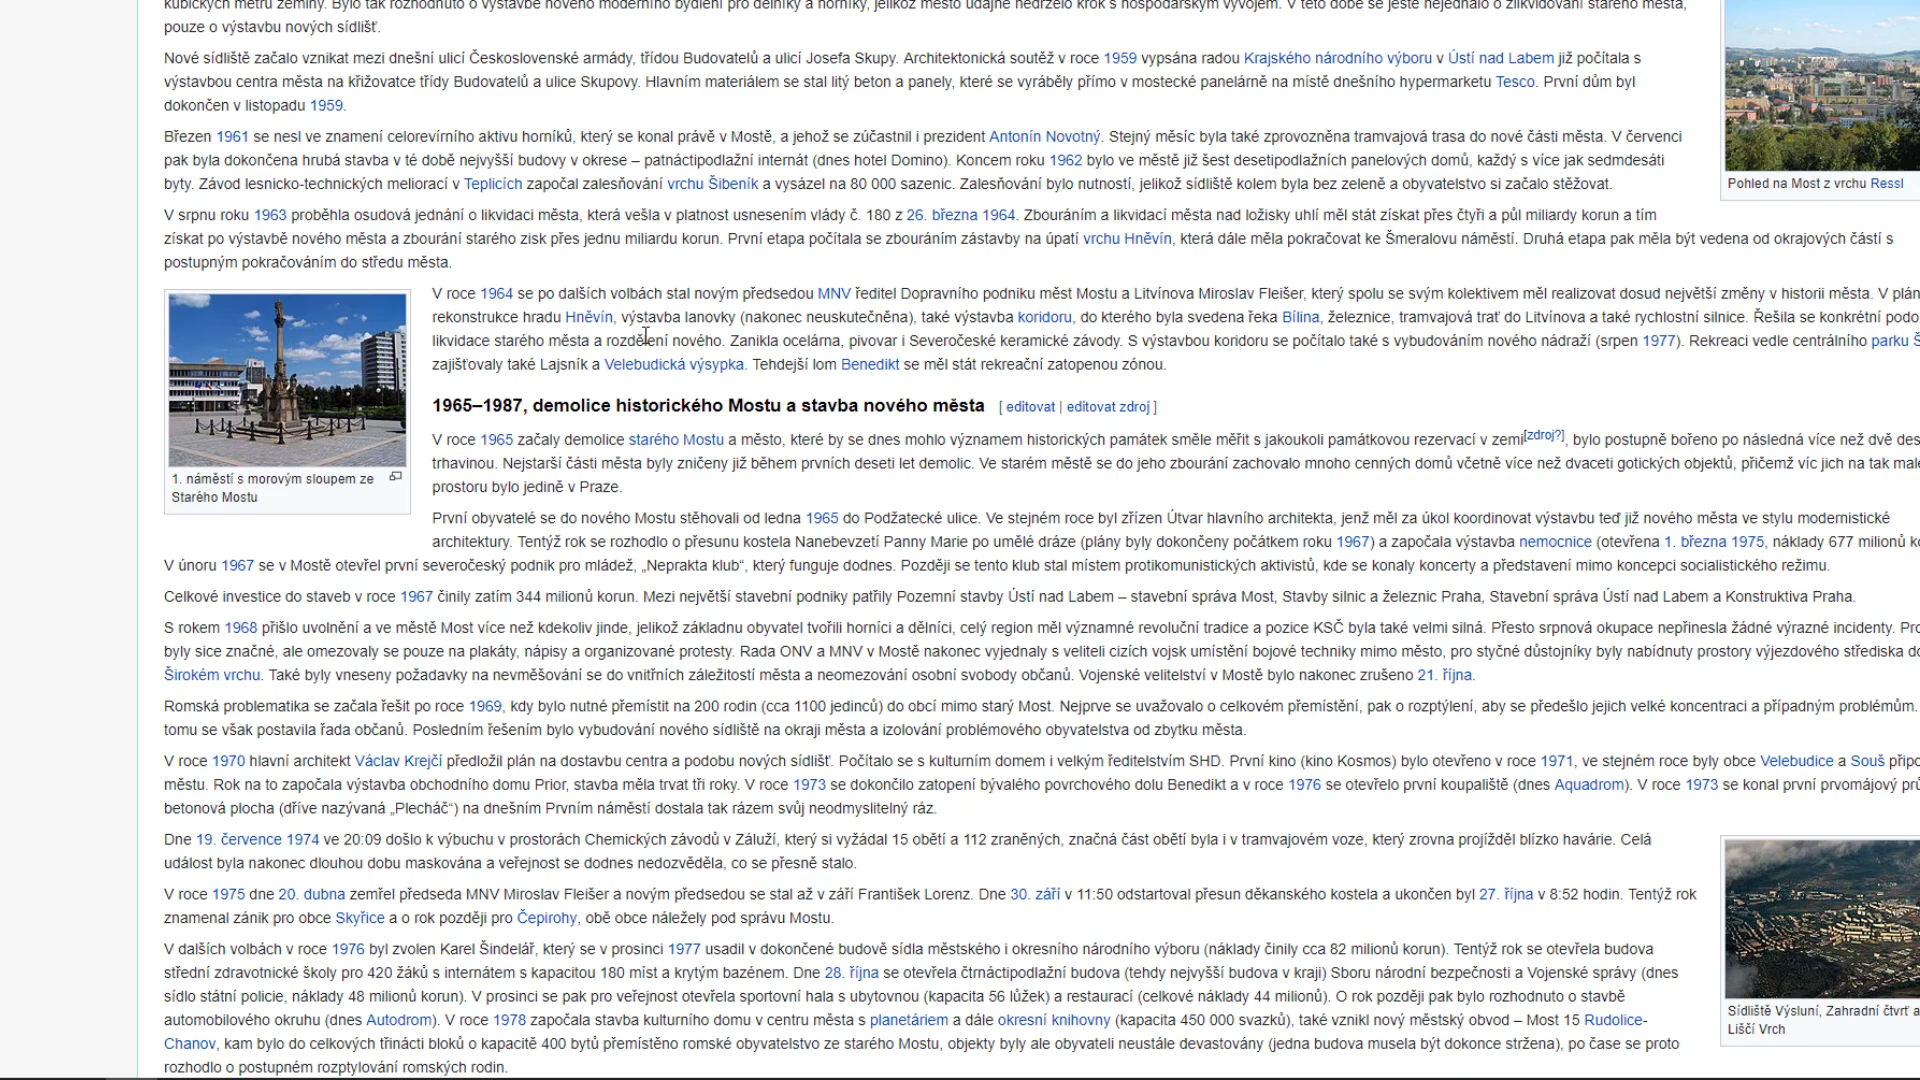 kubických metrů zeminy. Bylo tak rozhodnuto o výstavbě nového moderního bydlení pro dělníky a horníky, jelikož město údajně nedrželo krok s hospodářským vývojem. V této době se ještě nejednalo o zlikvidování starého města,
pouze o výstavbu nových sídlišť.
Nové sídliště začalo vznikat mezi dnešní ulicí Československé armády, třídou Budovatelů a ulicí Josefa Skupy. Architektonická soutěž v roce 1959 vypsána radou Krajského národního výboru v Ústí nad Labem již počítala s
výstavbou centra města na křižovatce třídy Budovatelů a ulice Skupovy. Hlavním materiálem se stal litý beton a panely, které se vyráběly přímo v mostecké panelárně na místě dnešního hypermarketu Tesco. První dům byl
dokončen v listopadu 1959.
Březen 1961 se nesl ve znamení celorevírního aktivu horníků, který se konal právě v Mostě, a jehož se zúčastnil i prezident Antonín Novotný. Stejný měsíc byla také zprovozněna tramvajová trasa do nové části města. V červenci
pak byla dokončena hrubá stavba v té době nejvyšší budovy v okrese – patnáctipodlažní internát (dnes hotel Domino). Koncem roku 1962 bylo ve městě již šest desetipodlažních panelových domů, každý s více jak sedmdesáti
byty. Závod lesnicko-technických meliorací v Teplicích započal zalesňování vrchu Šibeník a vysázel na 80 000 sazenic. Zalesňování bylo nutností, jelikož sídliště kolem byla bez zeleně a obyvatelstvo si začalo stěžovat.
Pohled na Most z vrchu Ressl
V srpnu roku 1963 proběhla osudová jednání o likvidaci města, která vešla v platnost usnesením vlády č. 180 z 26. března 1964. Zbouráním a likvidací města nad ložisky uhlí měl stát získat přes čtyři a půl miliardy korun a tím
získat po výstavbě nového města a zbourání starého zisk přes jednu miliardu korun. První etapa počítala se zbouráním zástavby na úpatí vrchu Hněvín, která dále měla pokračovat ke Šmeralovu náměstí. Druhá etapa pak měla být vedena od okrajových částí s
postupným pokračováním do středu města.
V roce 1964 se po dalších volbách stal novým předsedou MNV ředitel Dopravního podniku měst Mostu a Litvínova Miroslav Fleišer, který spolu se svým kolektivem měl realizovat dosud největší změny v historii města. V plán
rekonstrukce hradu Hněvín, výstavba lanovky (nakonec neuskutečněna), také výstavba koridoru, do kterého byla svedena řeka Bílina, železnice, tramvajová trať do Litvínova a také rychlostní silnice. Řešila se konkrétní podo
likvidace starého města a rozdělení nového. Zanikla ocelárna, pivovar i Severočeské keramické závody. S výstavbou koridoru se počítalo také s vybudováním nového nádraží (srpen 1977). Rekreaci vedle centrálního parku Š
zajišťovaly také Lajsník a Velebudická výsypka. Tehdejší lom Benedikt se měl stát rekreační zatopenou zónou.
1. náměstí s morovým sloupem ze
Starého Mostu
1965–1987, demolice historického Mostu a stavba nového města [ editovat | editovat zdroj ]
V roce 1965 začaly demolice starého Mostu a město, které by se dnes mohlo významem historických památek směle měřit s jakoukoli památkovou rezervací v zemi[zdroj?], bylo postupně bořeno po následná více než dvě des
trhavinou. Nejstarší části města byly zničeny již během prvních deseti let demolic. Ve starém městě se do jeho zbourání zachovalo mnoho cenných domů včetně více než dvaceti gotických objektů, přičemž víc jich na tak male
prostoru bylo jedině v Praze.
První obyvatelé se do nového Mostu stěhovali od ledna 1965 do Podžatecké ulice. Ve stejném roce byl zřízen Útvar hlavního architekta, jenž měl za úkol koordinovat výstavbu teď již nového města ve stylu modernistické
architektury. Tentýž rok se rozhodlo o přesunu kostela Nanebevzetí Panny Marie po umělé dráze (plány byly dokončeny počátkem roku 1967) a započala výstavba nemocnice (otevřena 1. března 1975, náklady 677 milionů ko
V únoru 1967 se v Mostě otevřel první severočeský podnik pro mládež, „Neprakta klub“, který funguje dodnes. Později se tento klub stal místem protikomunistických aktivistů, kde se konaly koncerty a představení mimo koncepci socialistického režimu.
Celkové investice do staveb v roce 1967 činily zatím 344 milionů korun. Mezi největší stavební podniky patřily Pozemní stavby Ústí nad Labem – stavební správa Most, Stavby silnic a železnic Praha, Stavební správa Ústí nad Labem a Konstruktiva Praha.
S rokem 1968 přišlo uvolnění a ve městě Most více než kdekoliv jinde, jelikož základnu obyvatel tvořili horníci a dělníci, celý region měl významné revoluční tradice a pozice KSČ byla také velmi silná. Přesto srpnová okupace nepřinesla žádné výrazné incidenty. Pro
byly sice značné, ale omezovaly se pouze na plakáty, nápisy a organizované protesty. Rada ONV a MNV v Mostě nakonec vyjednaly s veliteli cizích vojsk umístění bojové techniky mimo město, pro styčné důstojníky byly nabídnuty prostory výjezdového střediska do
Širokém vrchu. Také byly vneseny požadavky na nevměšování se do vnitřních záležitostí města a neomezování osobní svobody občanů. Vojenské velitelství v Mostě bylo nakonec zrušeno 21. října.
Romská problematika se začala řešit po roce 1969, kdy bylo nutné přemístit na 200 rodin (cca 1100 jedinců) do obcí mimo starý Most. Nejprve se uvažovalo o celkovém přemístění, pak o rozptýlení, aby se předešlo jejich velké koncentraci a případným problémům.
tomu se však postavila řada občanů. Posledním řešením bylo vybudování nového sídliště na okraji města a izolování problémového obyvatelstva od zbytku města.
V roce 1970 hlavní architekt Václav Krejčí předložil plán na dostavbu centra a podobu nových sídlišť. Počítalo se s kulturním domem i velkým ředitelstvím SHD. První kino (kino Kosmos) bylo otevřeno v roce 1971, ve stejném roce byly obce Velebudice a Souš připo
městu. Rok na to započala výstavba obchodního domu Prior, stavba měla trvat tři roky. V roce 1973 se dokončilo zatopení bývalého povrchového dolu Benedikt a v roce 1976 se otevřelo první koupaliště (dnes Aquadrom). V roce 1973 se konal první prvomájový prů
betonová plocha (dříve nazývaná „Plecháč“) na dnešním Prvním náměstí dostala tak rázem svůj neodmyslitelný ráz.
Dne 19. července 1974 ve 20:09 došlo k výbuchu v prostorách Chemických závodů v Záluží, který si vyžádal 15 obětí a 112 zraněných, značná část obětí byla i v tramvajovém voze, který zrovna projížděl blízko havárie. Celá
událost byla nakonec dlouhou dobu maskována a veřejnost se dodnes nedozvěděla, co se přesně stalo.
V roce 1975 dne 20. dubna zemřel předseda MNV Miroslav Fleišer a novým předsedou se stal až v září František Lorenz. Dne 30. září v 11:50 odstartoval přesun děkanského kostela a ukončen byl 27. října v 8:52 hodin. Tentýž rok
znamenal zánik pro obce Skyřice a o rok později pro Čepirohy, obě obce náležely pod správu Mostu.
V dalších volbách v roce 1976 byl zvolen Karel Šindelář, který se v prosinci 1977 usadil v dokončené budově sídla městského i okresního národního výboru (náklady činily cca 82 milionů korun). Tentýž rok se otevřela budova
střední zdravotnické školy pro 420 žáků s internátem s kapacitou 180 míst a krytým bazénem. Dne 28. října se otevřela čtrnáctipodlažní budova (tehdy nejvyšší budova v kraji) Sboru národní bezpečnosti a Vojenské správy (dnes
sídlo státní policie, náklady 48 milionů korun). V prosinci se pak pro veřejnost otevřela sportovní hala s ubytovnou (kapacita 56 lůžek) a restaurací (celkové náklady 44 milionů). O rok později pak bylo rozhodnuto o stavbě
automobilového okruhu (dnes Autodrom). V roce 1978 započala stavba kulturního domu v centru města s planetáriem a dále okresní knihovny (kapacita 450 000 svazků), také vznikl nový městský obvod – Most 15 Rudolice-
Chanov, kam bylo do celkových třinácti bloků o kapacitě 400 bytů přemístěno romské obyvatelstvo ze starého Mostu, objekty byly ale obyvateli neustále devastovány (jedna budova musela být dokonce stržena), po čase se proto
rozhodlo o postupném rozptylování romských rodin.
Sídliště Výsluní, Zahradní čtvrť a
Liščí Vrch